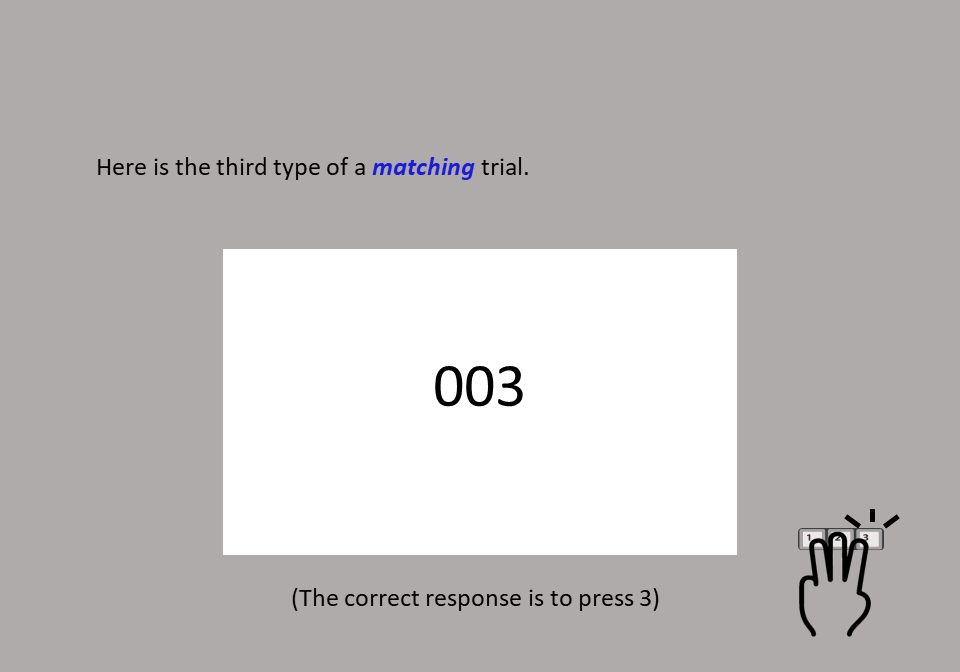 Here is the third type of a matching trial.
003
1 2 3
(The correct response is to press 3)